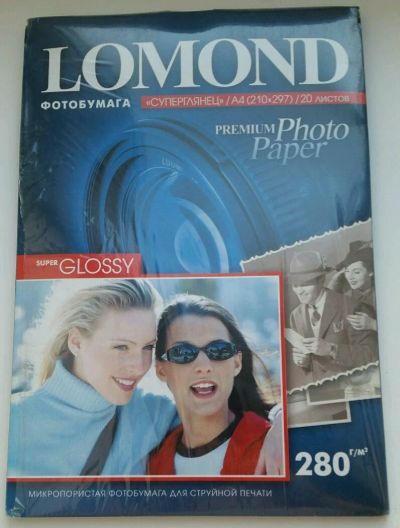 LOMOND
ФОТОБУМАГА «СУПЕРГЛЯНЕЦ» / А4 (210×297) / 20 ЛИСТОВ
PREMIUM Photo
Paper
SUPER GLOSSY
280 г/м²
МИКРОПОРИСТАЯ ФОТОБУМАГА ДЛЯ СТРУЙНОЙ ПЕЧАТИ